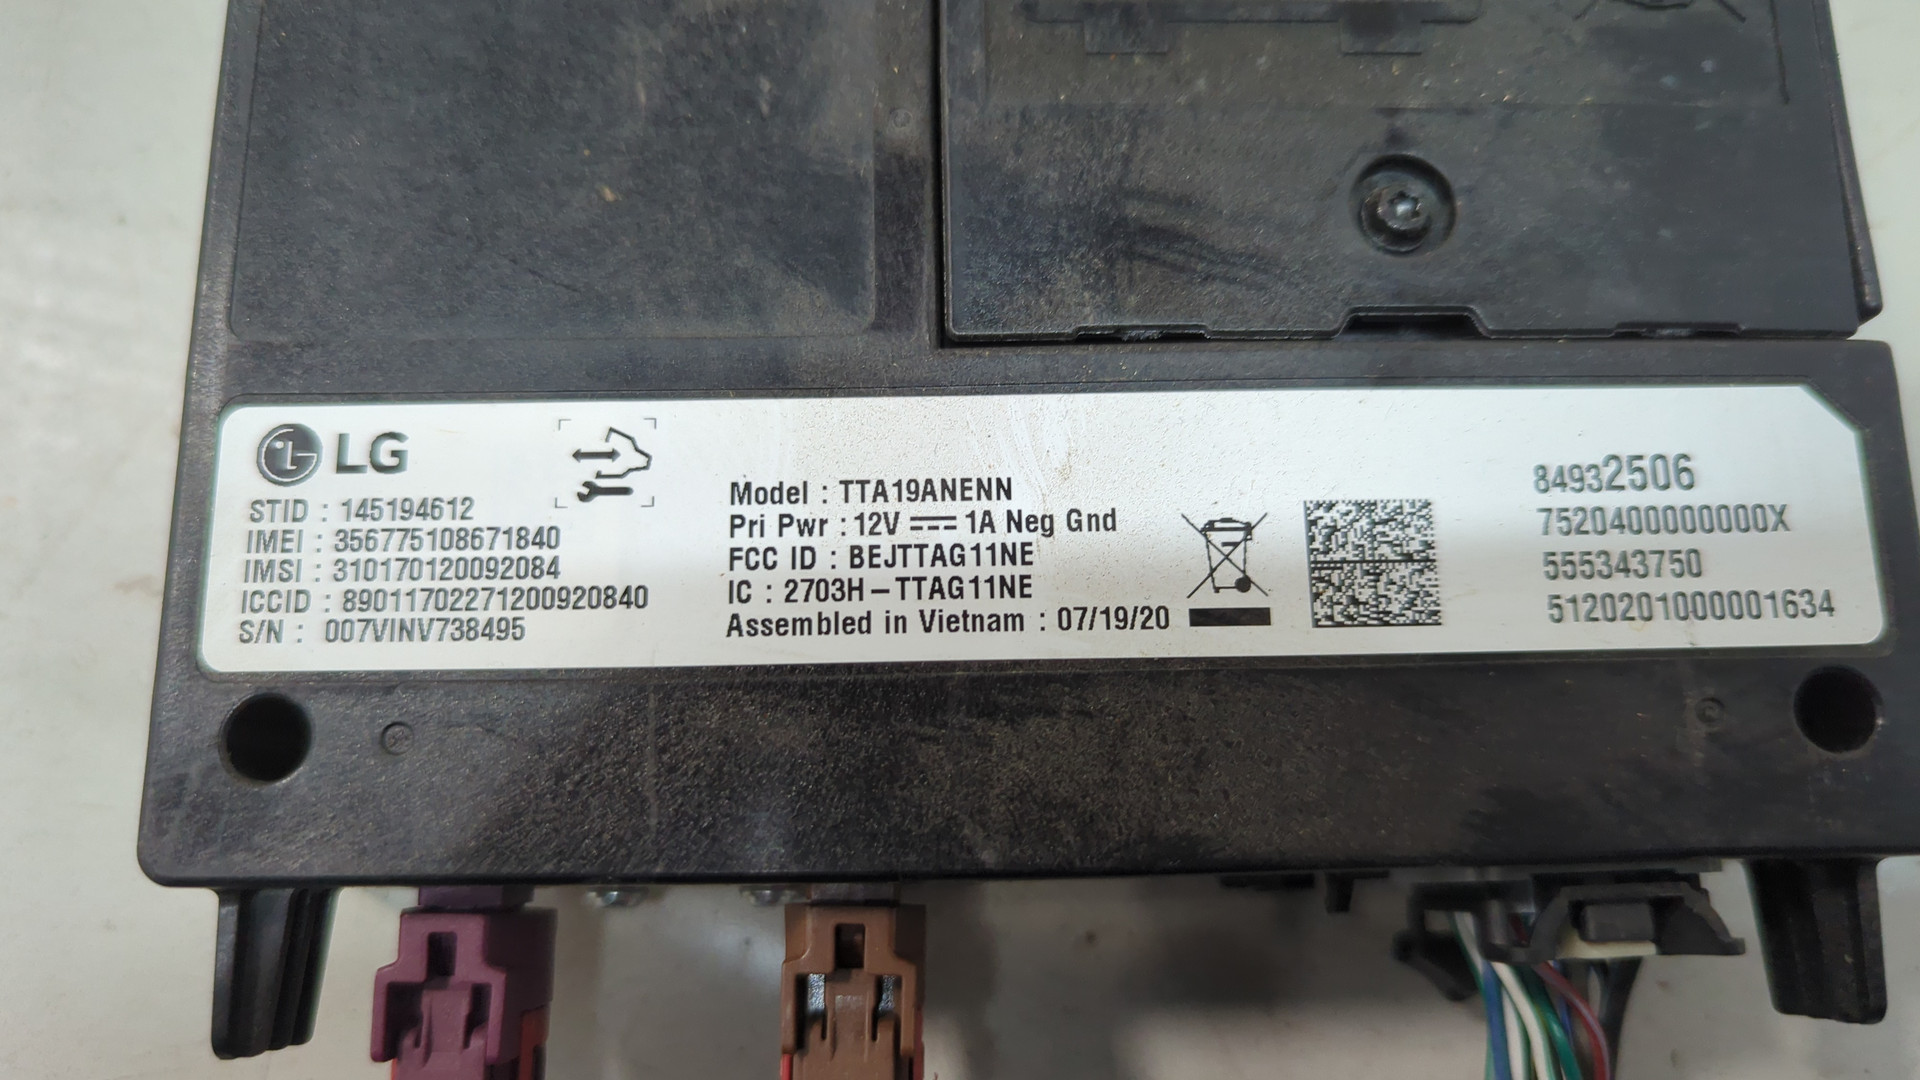 LG
STID : 145194612
IMEI : 356775108671840
IMSI : 310170120092084
ICCID : 89011702271200920840
S/N : 007VINV738495
Model : TTA19ANENN
Pri Pwr : 12V ⎓ 1A Neg Gnd
FCC ID : BEJTTAG11NE
IC : 2703H-TTAG11NE
Assembled in Vietnam : 07/19/20
84932506
7520400000000X
555343750
5120201000001634